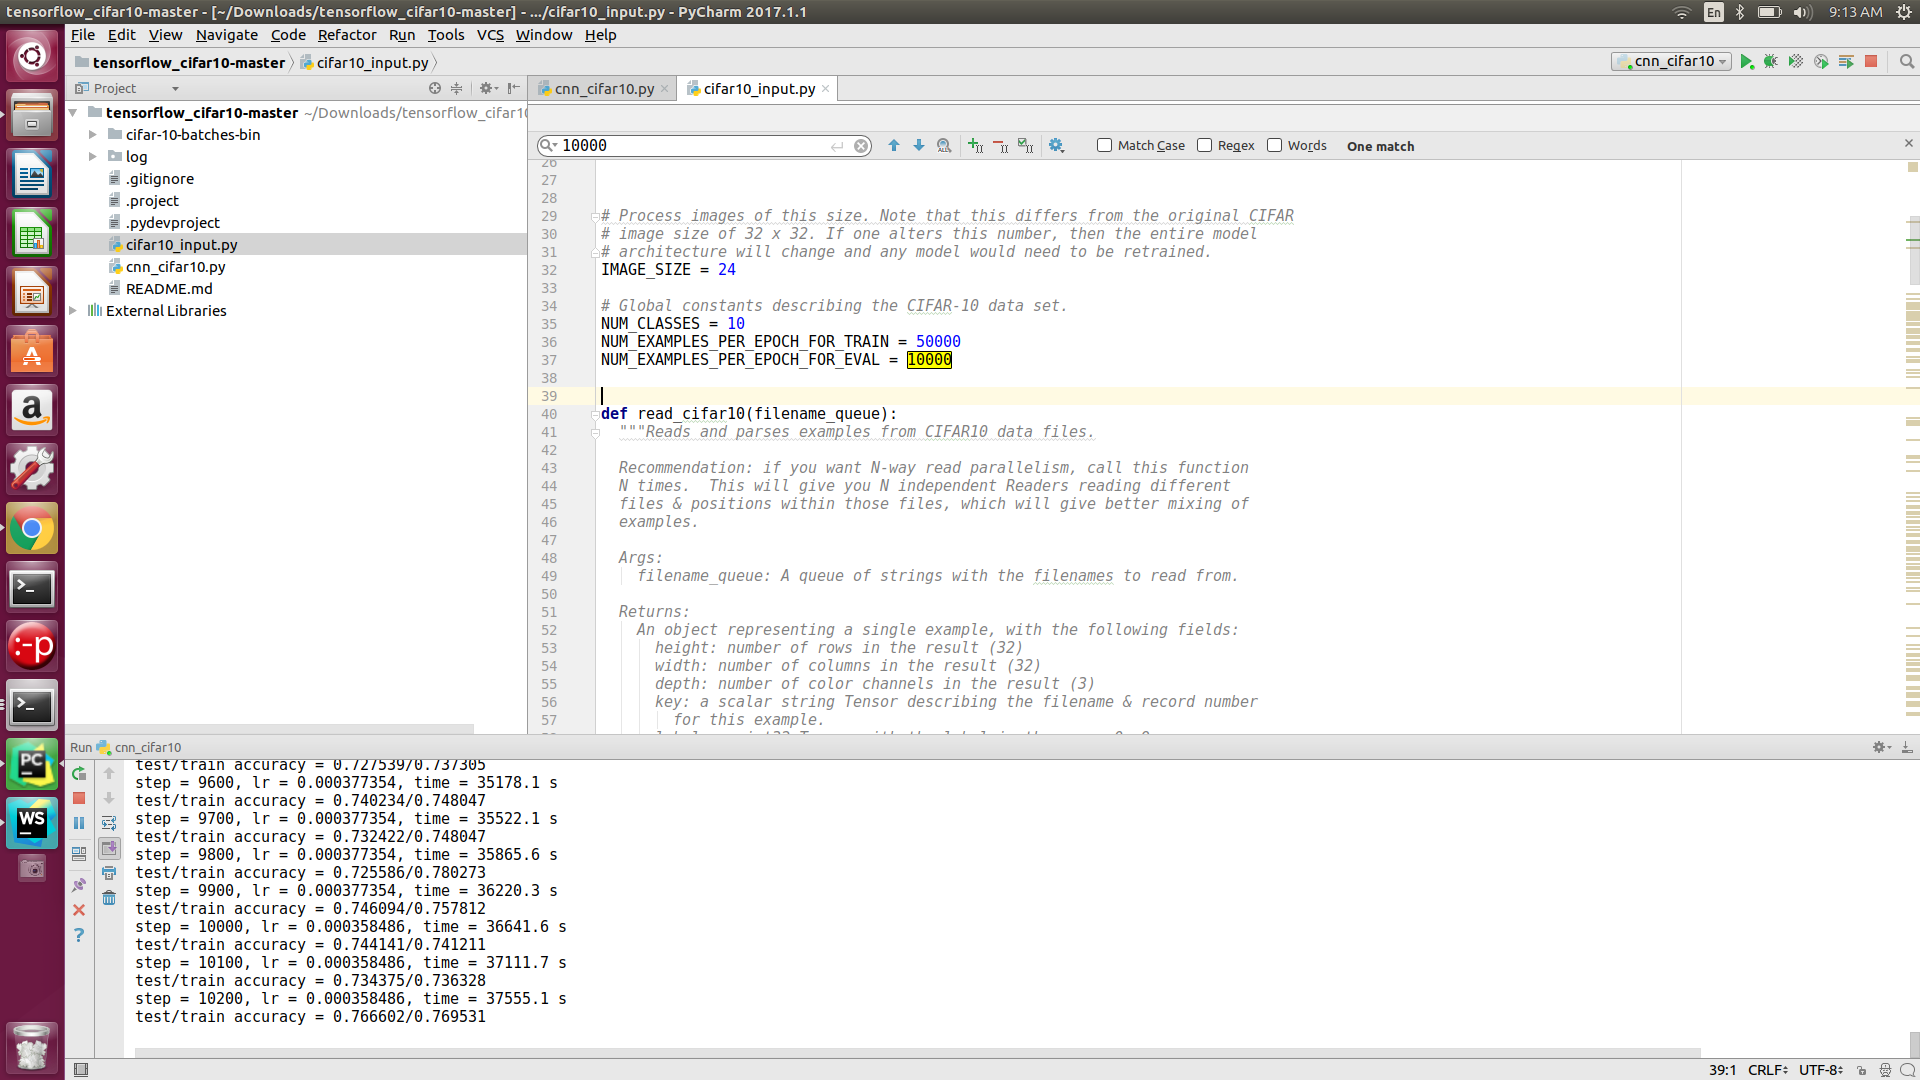 tensorflow_cifar10-master - [~/Downloads/tensorflow_cifar10-master] - .../cifar10_input.py - PyCharm 2017.1.1
En
9:13 AM
File Edit View Navigate Code Refactor Run Tools VCS Window Help
tensorflow_cifar10-master cifar10_input.py
cnn_cifar10
Project
cnn_cifar10.py
cifar10_input.py
tensorflow_cifar10-master ~/Downloads/tensorflow_cifar10
cifar-10-batches-bin
log
.gitignore
.project
.pydevproject
cifar10_input.py
cnn_cifar10.py
README.md
External Libraries
10000
Match Case Regex Words One match
26
27
28
29 # Process images of this size. Note that this differs from the original CIFAR
30 # image size of 32 x 32. If one alters this number, then the entire model
31 # architecture will change and any model would need to be retrained.
32 IMAGE_SIZE = 24
33
34 # Global constants describing the CIFAR-10 data set.
35 NUM_CLASSES = 10
36 NUM_EXAMPLES_PER_EPOCH_FOR_TRAIN = 50000
37 NUM_EXAMPLES_PER_EPOCH_FOR_EVAL = 10000
38
39
40 def read_cifar10(filename_queue):
41 """Reads and parses examples from CIFAR10 data files.
42
43 Recommendation: if you want N-way read parallelism, call this function
44 N times.  This will give you N independent Readers reading different
45 files & positions within those files, which will give better mixing of
46 examples.
47
48 Args:
49 filename_queue: A queue of strings with the filenames to read from.
50
51 Returns:
52 An object representing a single example, with the following fields:
53 height: number of rows in the result (32)
54 width: number of columns in the result (32)
55 depth: number of color channels in the result (3)
56 key: a scalar string Tensor describing the filename & record number
57 for this example.
Run cnn_cifar10
test/train accuracy = 0.727539/0.737305
step = 9600, lr = 0.000377354, time = 35178.1 s
test/train accuracy = 0.740234/0.748047
step = 9700, lr = 0.000377354, time = 35522.1 s
test/train accuracy = 0.732422/0.748047
step = 9800, lr = 0.000377354, time = 35865.6 s
test/train accuracy = 0.725586/0.780273
step = 9900, lr = 0.000377354, time = 36220.3 s
test/train accuracy = 0.746094/0.757812
step = 10000, lr = 0.000358486, time = 36641.6 s
test/train accuracy = 0.744141/0.741211
step = 10100, lr = 0.000358486, time = 37111.7 s
test/train accuracy = 0.734375/0.736328
step = 10200, lr = 0.000358486, time = 37555.1 s
test/train accuracy = 0.766602/0.769531
PC
WS
39:1 CRLF UTF-8